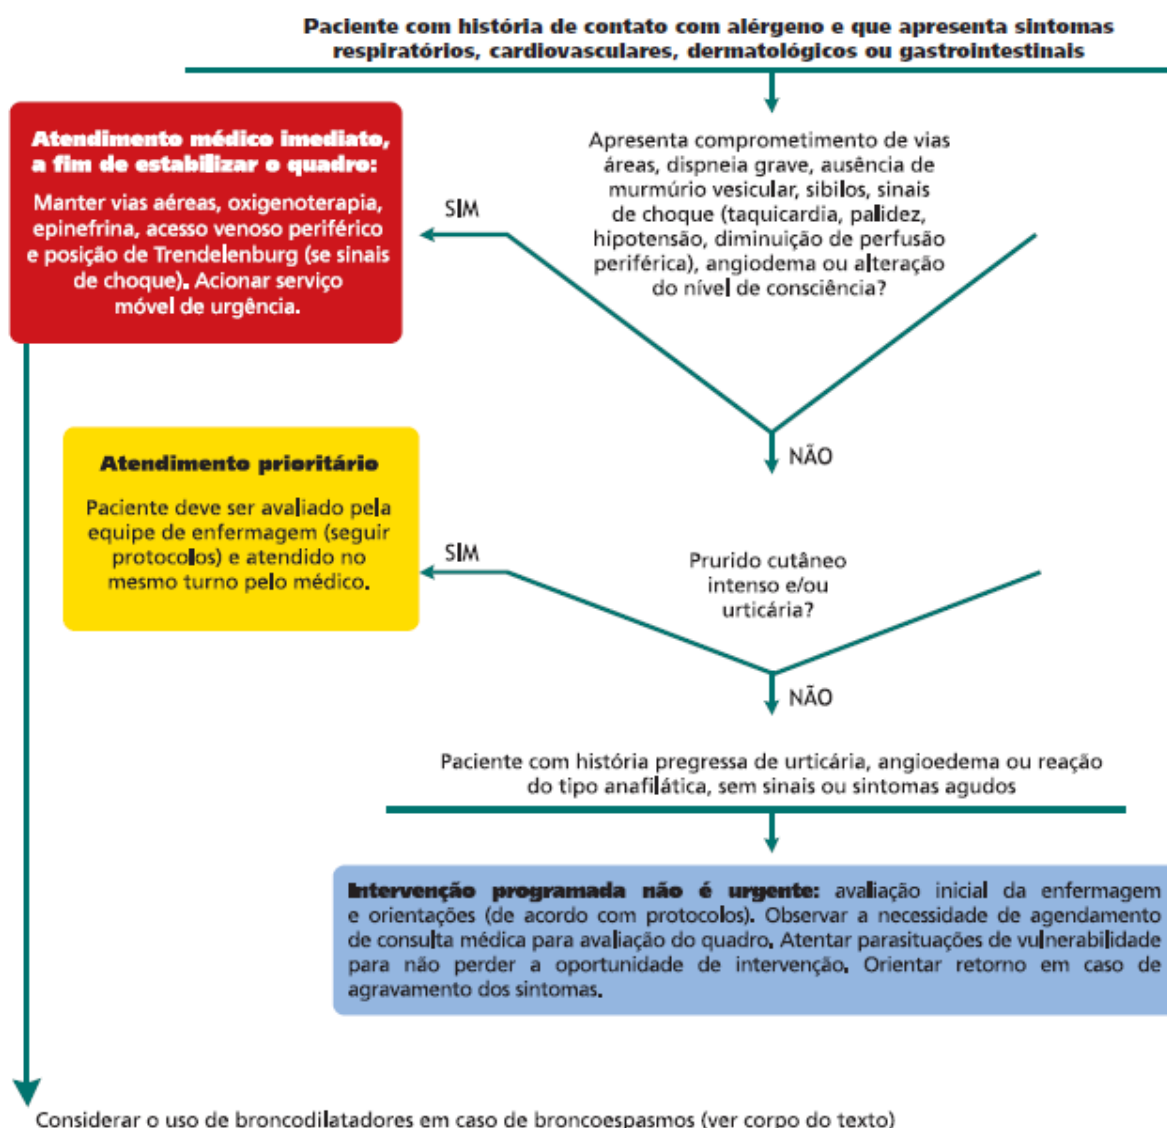 Paciente com história de contato com alérgeno e que apresenta sintomas
respiratórios, cardiovasculares, dermatológicos ou gastrointestinais
Atendimento médico imediato,
a fim de estabilizar o quadro:
Manter vias aéreas, oxigenoterapia,
epinefrina, acesso venoso periférico
e posição de Trendelenburg (se sinais
de choque). Acionar serviço
móvel de urgência.
SIM
Apresenta comprometimento de vias
áreas, dispneia grave, ausência de
murmúrio vesicular, sibilos, sinais
de choque (taquicardia, palidez,
hipotensão, diminuição de perfusão
periférica), angiodema ou alteração
do nível de consciência?
NÃO
Atendimento prioritário
Paciente deve ser avaliado pela
equipe de enfermagem (seguir
protocolos) e atendido no
mesmo turno pelo médico.
SIM
Prurido cutâneo
intenso e/ou
urticária?
NÃO
Paciente com história pregressa de urticária, angioedema ou reação
do tipo anafilática, sem sinais ou sintomas agudos
Intervenção programada não é urgente: avaliação inicial da enfermagem
e orientações (de acordo com protocolos). Observar a necessidade de agendamento
de consulta médica para avaliação do quadro. Atentar parasituações de vulnerabilidade
para não perder a oportunidade de intervenção. Orientar retorno em caso de
agravamento dos sintomas.
Considerar o uso de broncodilatadores em caso de broncoespasmos (ver corpo do texto)